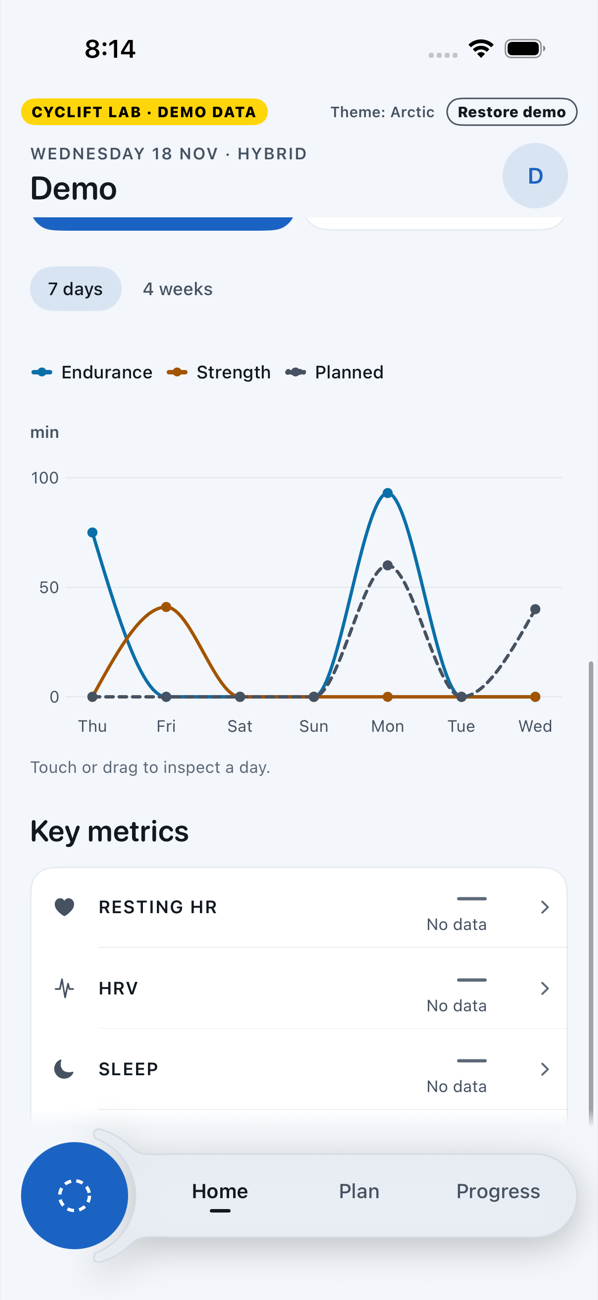 8:14
CYCLIFT LAB · DEMO DATA
Theme: Arctic
Restore demo
WEDNESDAY 18 NOV · HYBRID
Demo
D
7 days
4 weeks
Endurance
Strength
Planned
min
100
50
0
Thu Fri Sat Sun Mon Tue Wed
Touch or drag to inspect a day.
Key metrics
RESTING HR
No data
HRV
No data
SLEEP
No data
Home
Plan
Progress